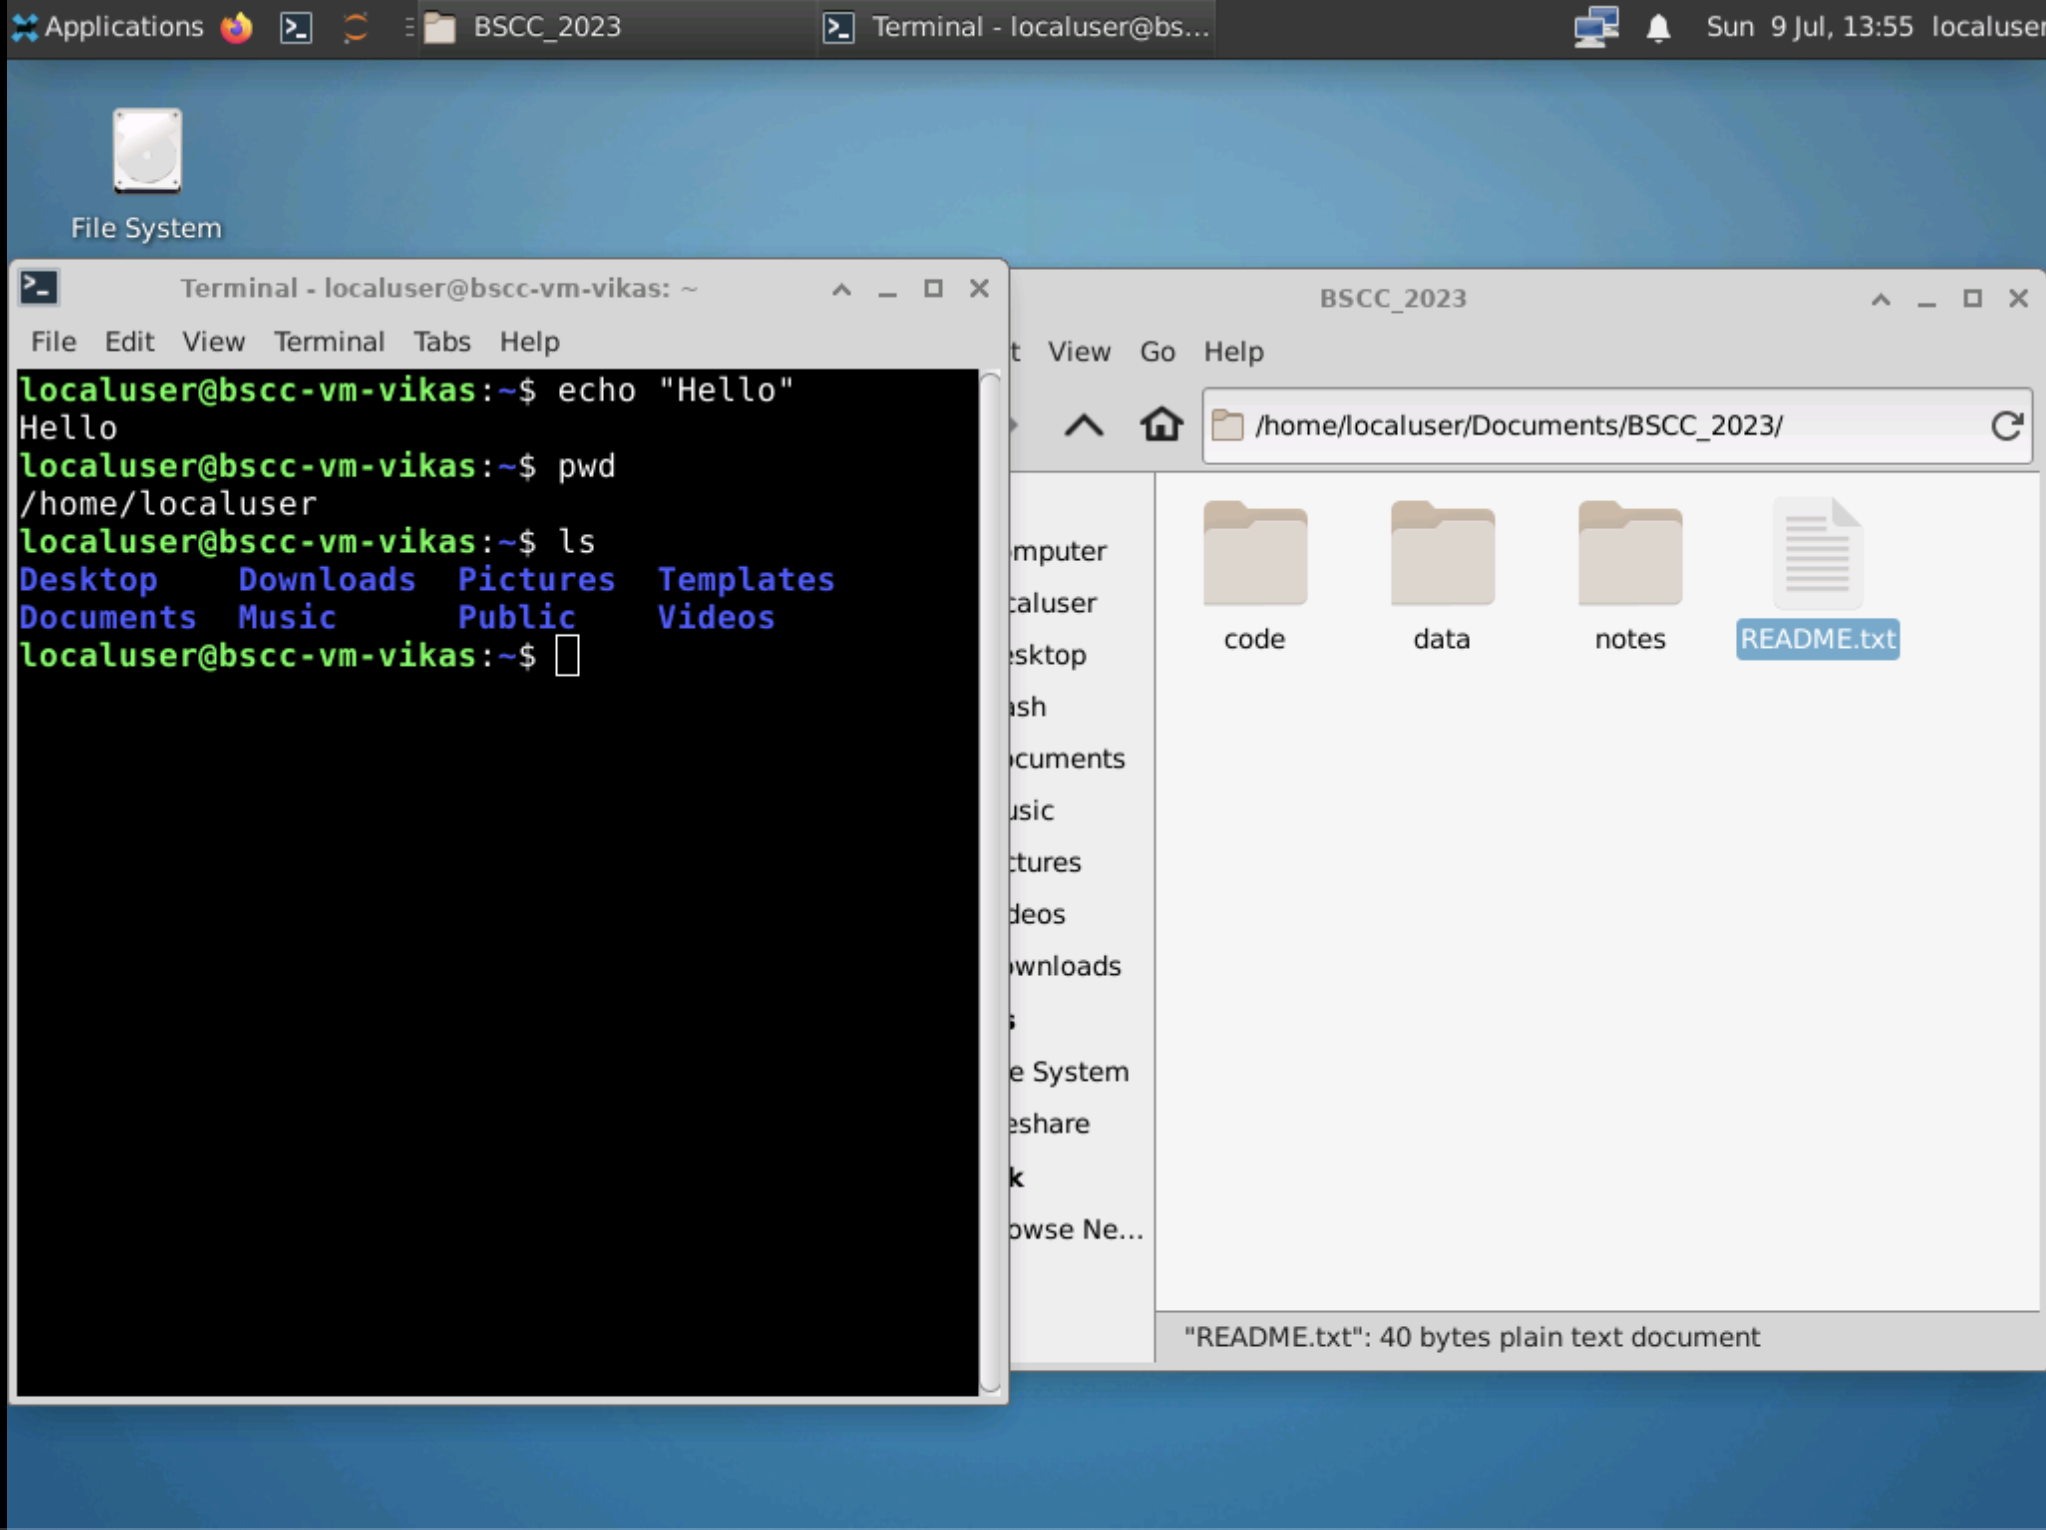 Applications
BSCC_2023
Terminal - localuser@bs...
Sun 9 Jul, 13:55 localuser
File System
Terminal - localuser@bscc-vm-vikas: ~
File Edit View Terminal Tabs Help
localuser@bscc-vm-vikas:~$ echo "Hello"
Hello
localuser@bscc-vm-vikas:~$ pwd
/home/localuser
localuser@bscc-vm-vikas:~$ ls
Desktop Downloads Pictures Templates
Documents Music Public Videos
localuser@bscc-vm-vikas:~$
BSCC_2023
t View Go Help
/home/localuser/Documents/BSCC_2023/
mputer
caluser
sktop
ash
cuments
usic
ctures
deos
ownloads
s
e System
eshare
k
owse Ne...
code data notes README.txt
"README.txt": 40 bytes plain text document